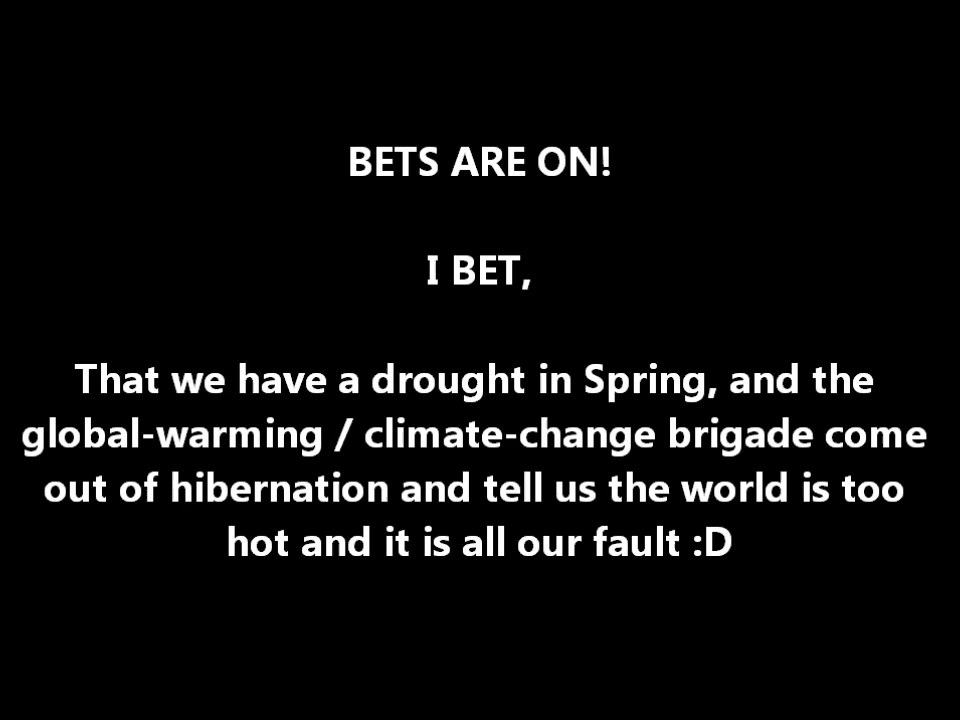 BETS ARE ON!
I BET,
That we have a drought in Spring, and the
global-warming / climate-change brigade come
out of hibernation and tell us the world is too
hot and it is all our fault :D